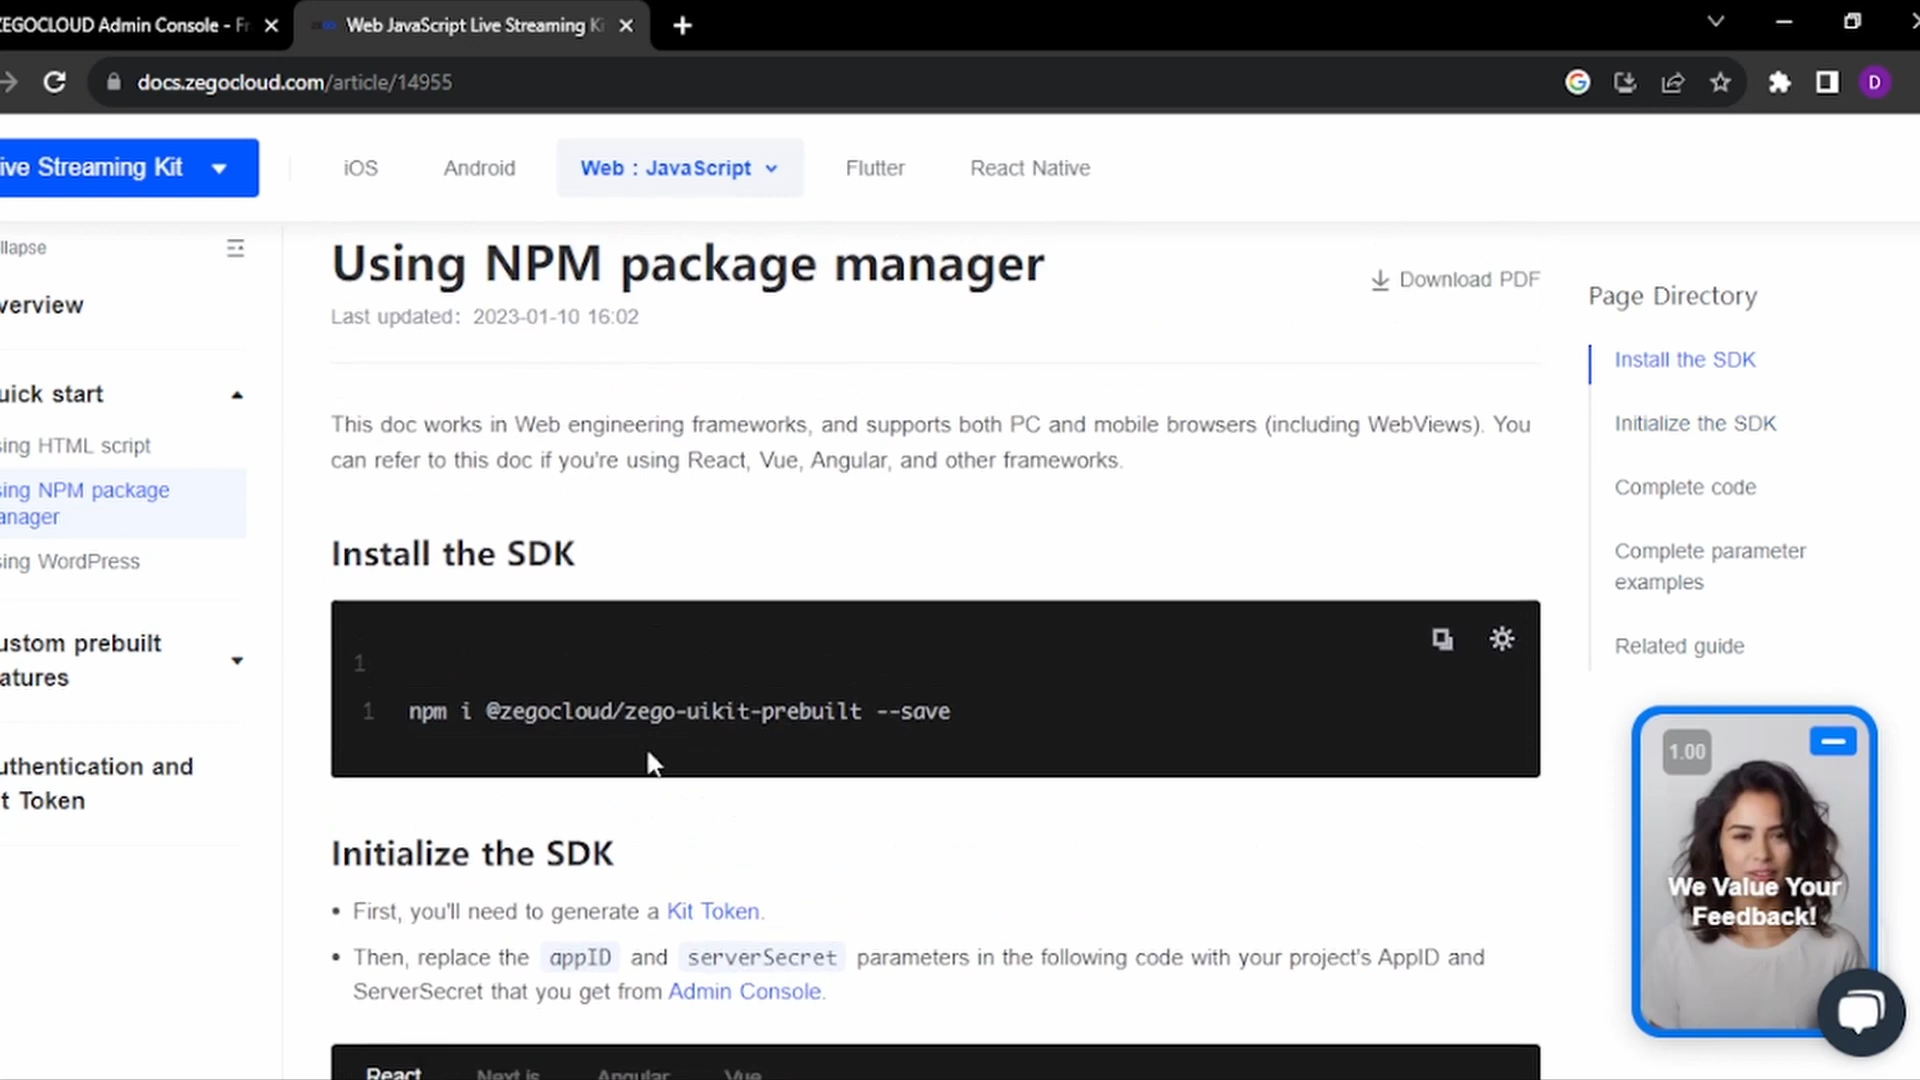 ZEGOCLOUD Admin Console - Fr
Web JavaScript Live Streaming Ki
docs.zegocloud.com/article/14955
D
ive Streaming Kit
iOS
Android
Web : JavaScript
Flutter
React Native
llapse
verview
uick start
sing HTML script
sing NPM package
anager
sing WordPress
ustom prebuilt
atures
uthentication and
t Token
Using NPM package manager
Last updated: 2023-01-10 16:02
Download PDF
This doc works in Web engineering frameworks, and supports both PC and mobile browsers (including WebViews). You
can refer to this doc if you're using React, Vue, Angular, and other frameworks.
Install the SDK
1
1 npm i @zegocloud/zego-uikit-prebuilt --save
Initialize the SDK
• First, you'll need to generate a Kit Token.
• Then, replace the appID and serverSecret parameters in the following code with your project's AppID and
ServerSecret that you get from Admin Console.
React Next.js Angular Vue
Page Directory
Install the SDK
Initialize the SDK
Complete code
Complete parameter
examples
Related guide
1.00
We Value Your
Feedback!